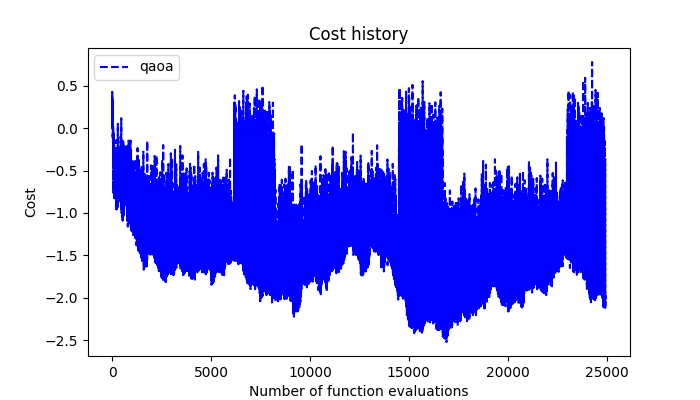 Cost history
qaoa
Cost
0.5
0.0
−0.5
−1.0
−1.5
−2.0
−2.5
0 5000 10000 15000 20000 25000
Number of function evaluations